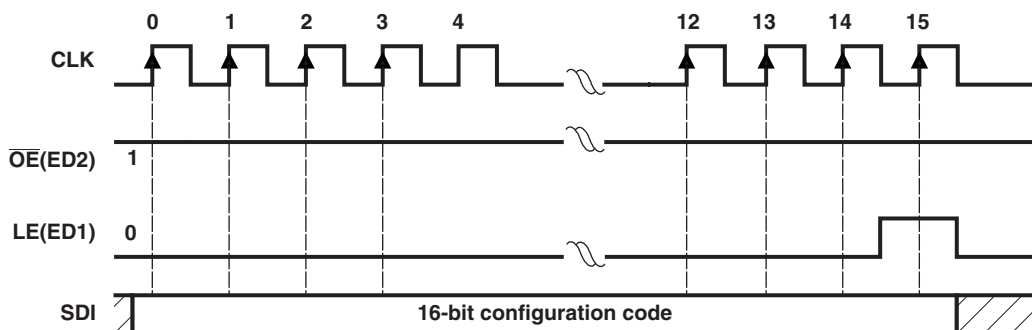 0 1 2 3 4 12 13 14 15
CLK
OE(ED2) 1
LE(ED1) 0
SDI 16-bit configuration code